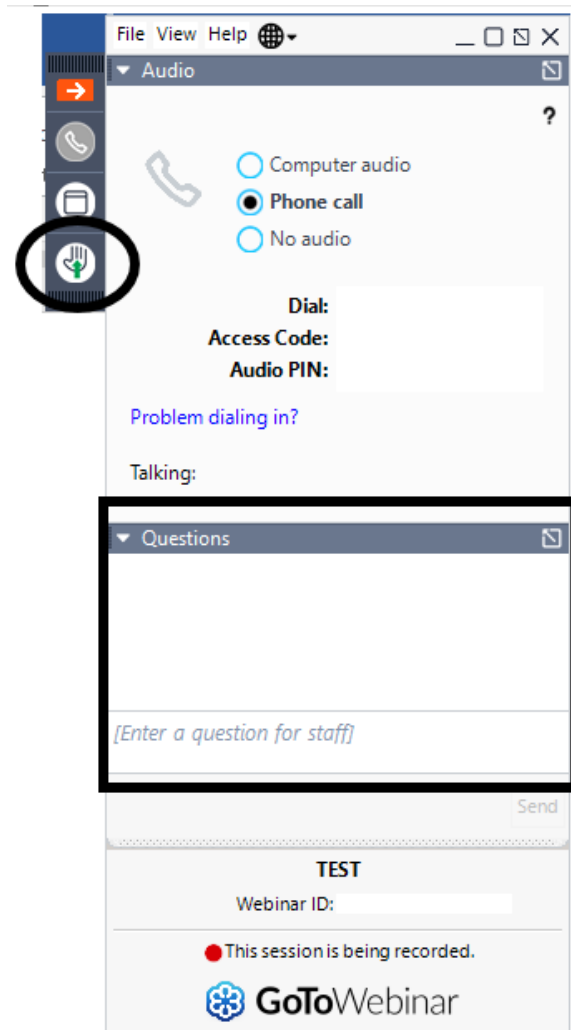 File View Help
Audio
?
Computer audio
Phone call
No audio
Dial:
Access Code:
Audio PIN:
Problem dialing in?
Talking:
Questions
[Enter a question for staff]
Send
TEST
Webinar ID:
This session is being recorded.
GoToWebinar